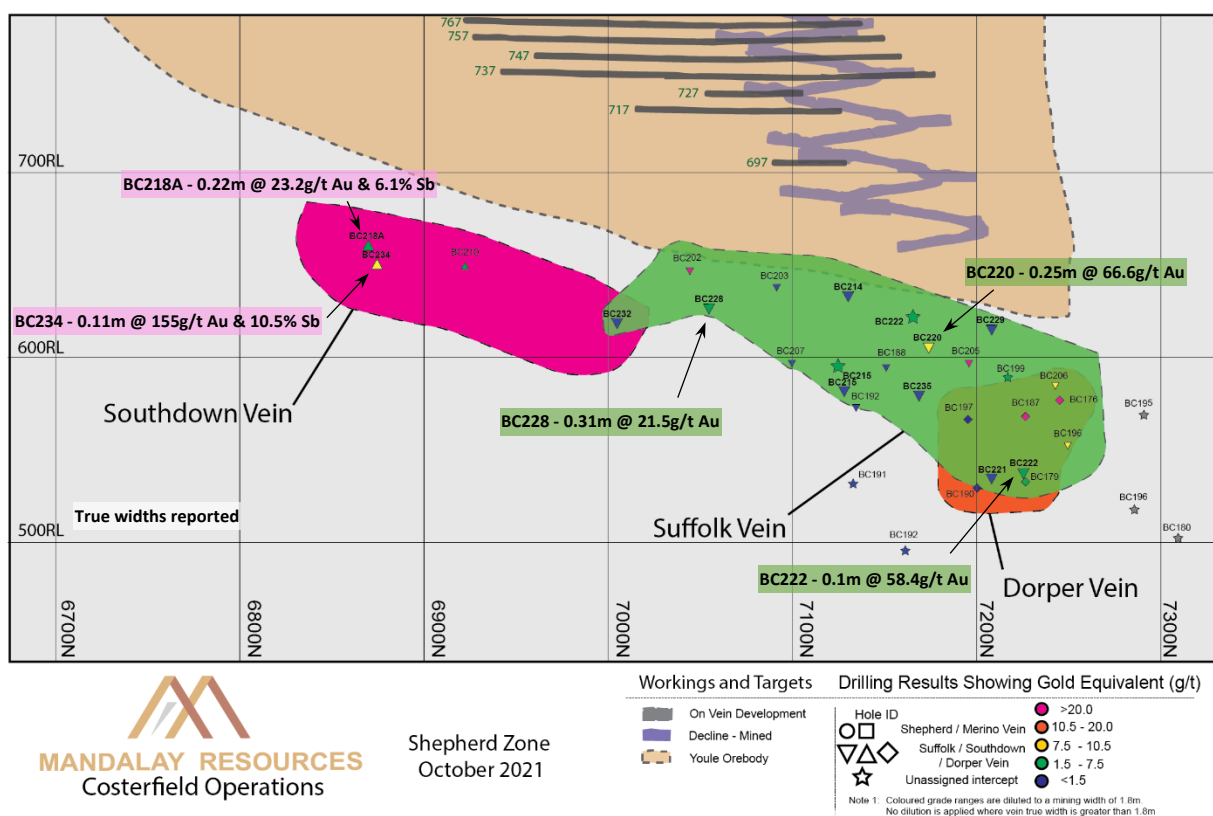 767
757
747
737
727
717
697
700RL
BC218A - 0.22m @ 23.2g/t Au & 6.1% Sb
BC218A
BC234
BC210
BC202
BC203
BC214
BC220 - 0.25m @ 66.6g/t Au
BC234 - 0.11m @ 155g/t Au & 10.5% Sb
BC232
BC228
BC222
BC220
BC229
600RL
BC207
BC188
BC205
BC199
BC215
BC215
BC192
BC235
BC206
BC176
BC195
Southdown Vein
BC228 - 0.31m @ 21.5g/t Au
BC197
BC187
BC196
BC191
BC221
BC222
BC179
BC190
True widths reported
500RL
Suffolk Vein
BC192
BC196
BC180
BC222 - 0.1m @ 58.4g/t Au
Dorper Vein
6700N
6800N
6900N
7000N
7100N
7200N
7300N
MANDALAY RESOURCES
Costerfield Operations
Shepherd Zone
October 2021
Workings and Targets
On Vein Development
Decline - Mined
Youle Orebody
Drilling Results Showing Gold Equivalent (g/t)
Hole ID
Shepherd / Merino Vein
Suffolk / Southdown
/ Dorper Vein
Unassigned intercept
>20.0
10.5 - 20.0
7.5 - 10.5
1.5 - 7.5
<1.5
Note 1: Coloured grade ranges are diluted to a mining width of 1.8m.
No dilution is applied where vein true width is greater than 1.8m